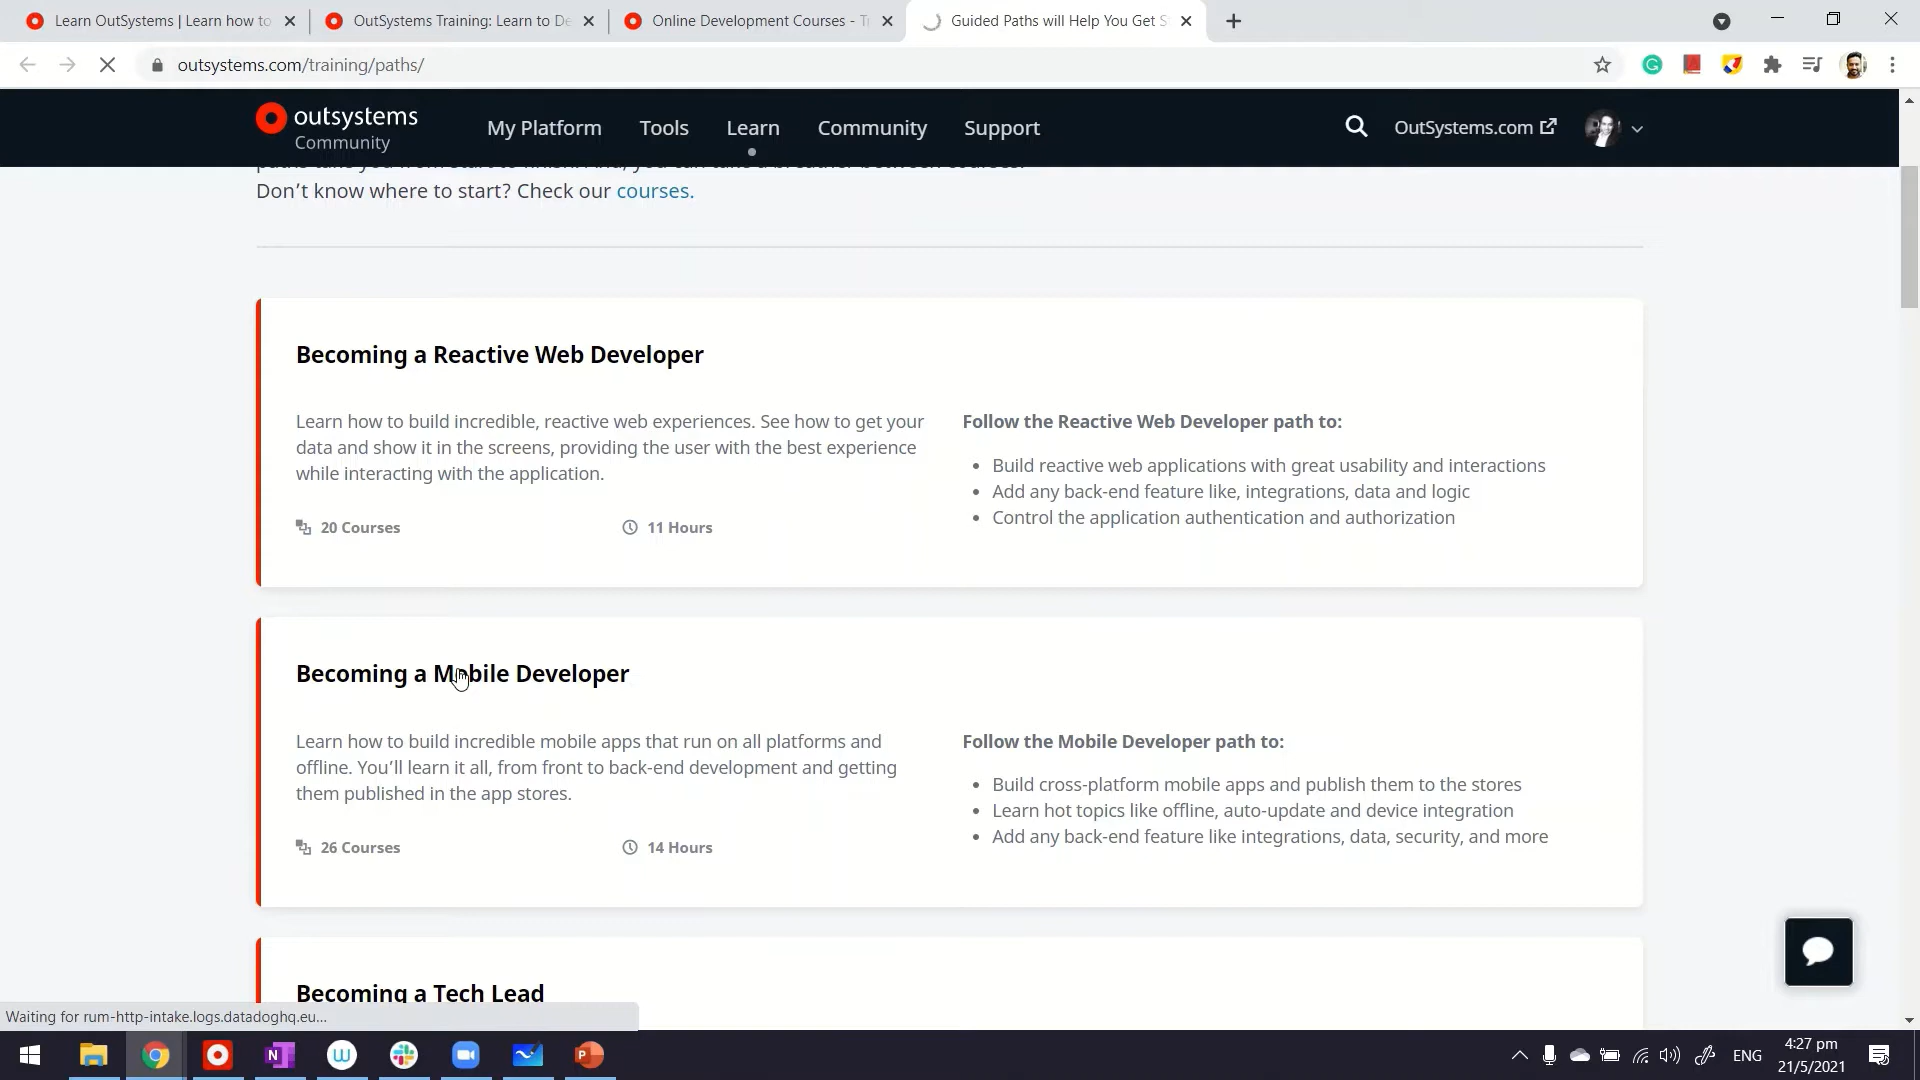 Learn OutSystems | Learn how to
OutSystems Training: Learn to De
Online Development Courses - Tr
Guided Paths will Help You Get S
outsystems.com/training/paths/
outsystems
Community
My Platform
Tools
Learn
Community
Support
OutSystems.com
Don’t know where to start? Check our courses.
Becoming a Reactive Web Developer
Learn how to build incredible, reactive web experiences. See how to get your
data and show it in the screens, providing the user with the best experience
while interacting with the application.
20 Courses
11 Hours
Follow the Reactive Web Developer path to:
• Build reactive web applications with great usability and interactions
• Add any back-end feature like, integrations, data and logic
• Control the application authentication and authorization
Becoming a Mobile Developer
Learn how to build incredible mobile apps that run on all platforms and
offline. You’ll learn it all, from front to back-end development and getting
them published in the app stores.
26 Courses
14 Hours
Follow the Mobile Developer path to:
• Build cross-platform mobile apps and publish them to the stores
• Learn hot topics like offline, auto-update and device integration
• Add any back-end feature like integrations, data, security, and more
Becoming a Tech Lead
Waiting for rum-http-intake.logs.datadoghq.eu...
ENG
4:27 pm
21/5/2021